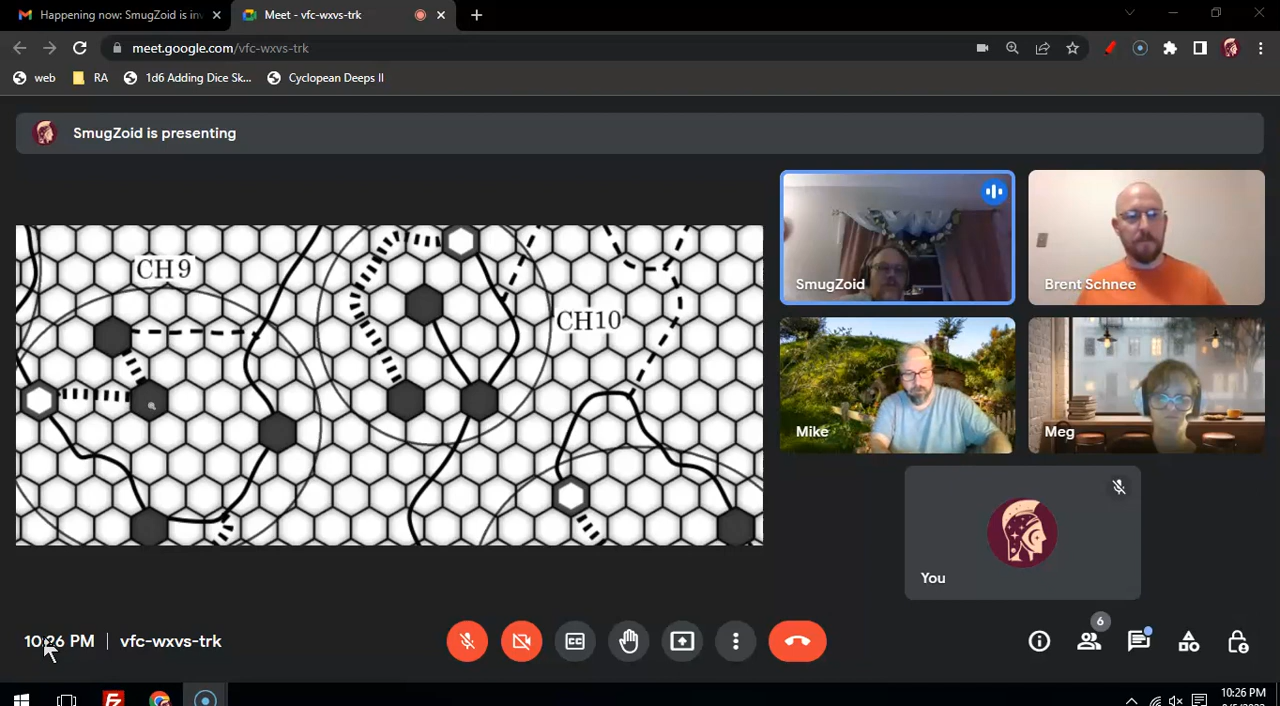 Happening now: SmugZoid is inv
Meet - vfc-wxvs-trk
meet.google.com/vfc-wxvs-trk
web
RA
1d6 Adding Dice Sk...
Cyclopean Deeps II
SmugZoid is presenting
CH 9
CH10
SmugZoid
Brent Schnee
Mike
Meg
You
10:26 PM | vfc-wxvs-trk
CC
6
10:26 PM